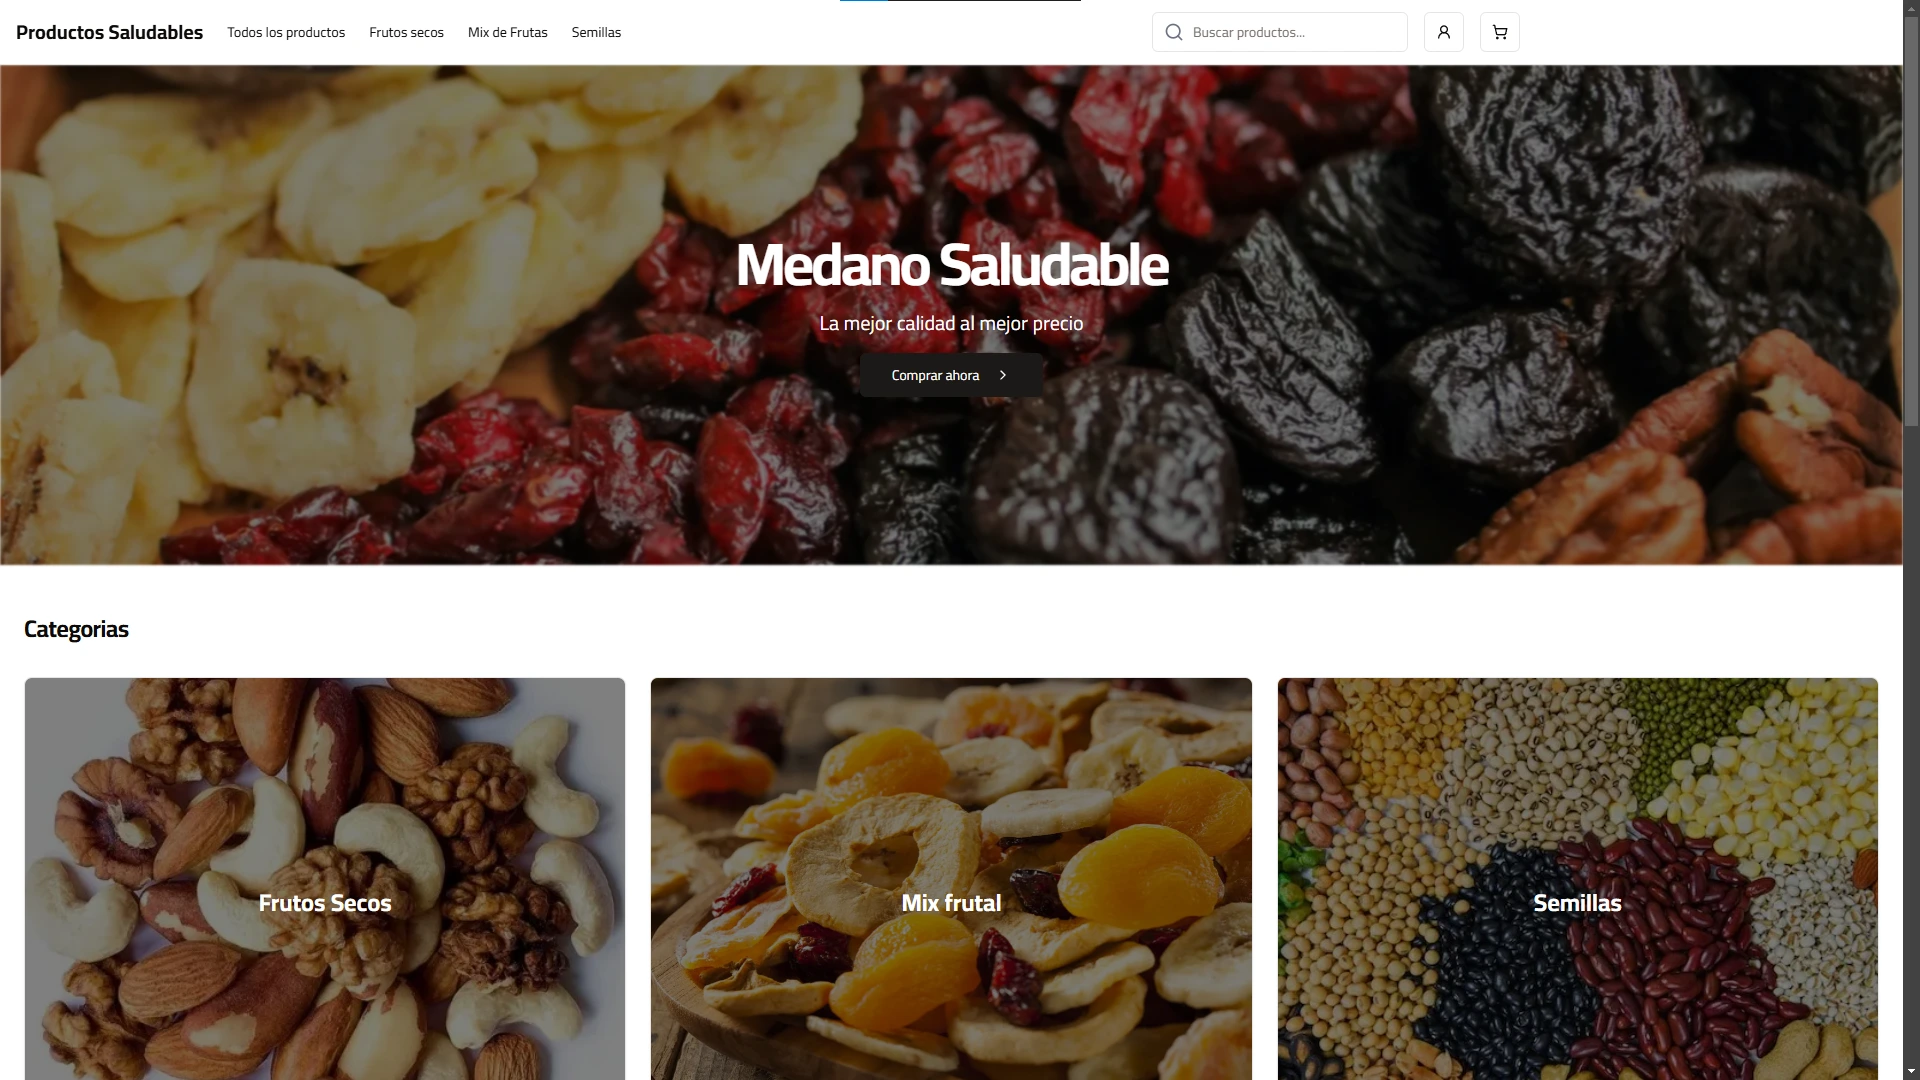 Productos Saludables
Todos los productos
Frutos secos
Mix de Frutas
Semillas
Buscar productos...
Medano Saludable
La mejor calidad al mejor precio
Comprar ahora
Categorias
Frutos Secos
Mix frutal
Semillas